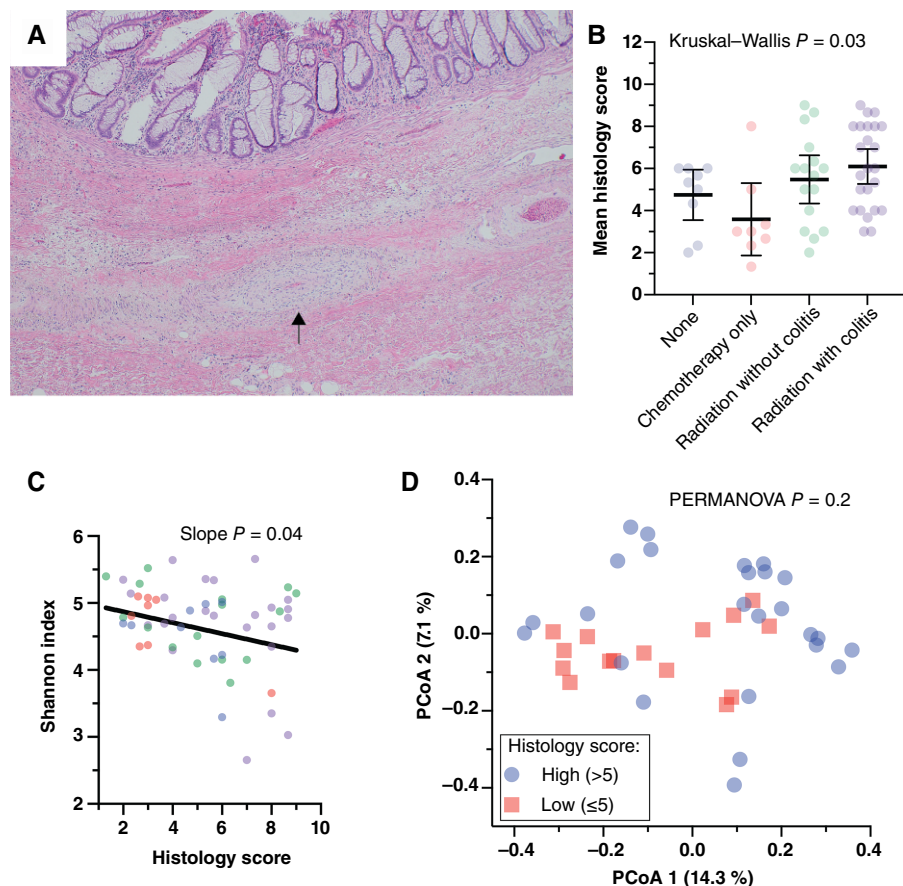 A
B
Kruskal–Wallis P = 0.03
12
10
8
6
4
2
0
Mean histology score
None
Chemotherapy only
Radiation without colitis
Radiation with colitis
C
Slope P = 0.04
6
5
4
3
2
Shannon index
2 4 6 8 10
Histology score
D
PERMANOVA P = 0.2
0.4
0.2
0.0
−0.2
−0.4
PCoA 2 (7.1 %)
Histology score:
High (>5)
Low (≤5)
−0.4 −0.2 0.0 0.2 0.4
PCoA 1 (14.3 %)